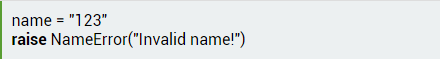 name = "123"
raise NameError("Invalid name!")